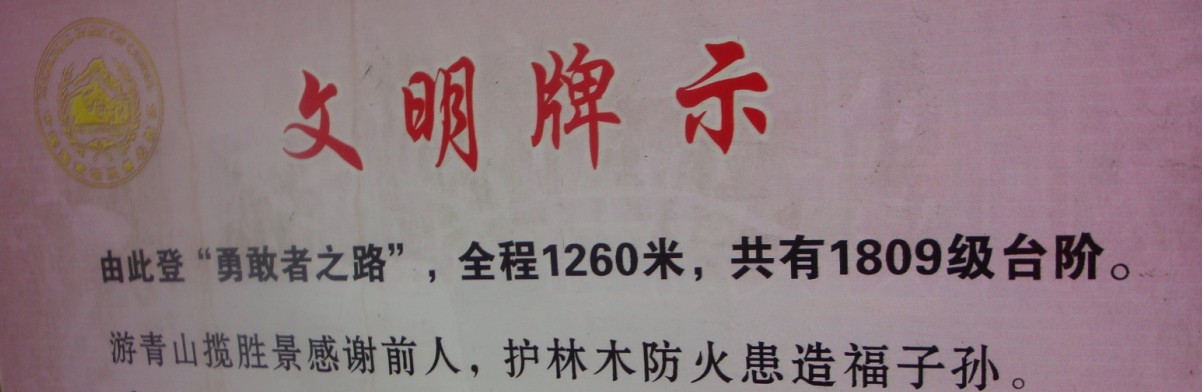 文明牌示
由此登“勇敢者之路”，全程1260米，共有1809级台阶。
游青山揽胜景感谢前人，护林木防火患造福子孙。